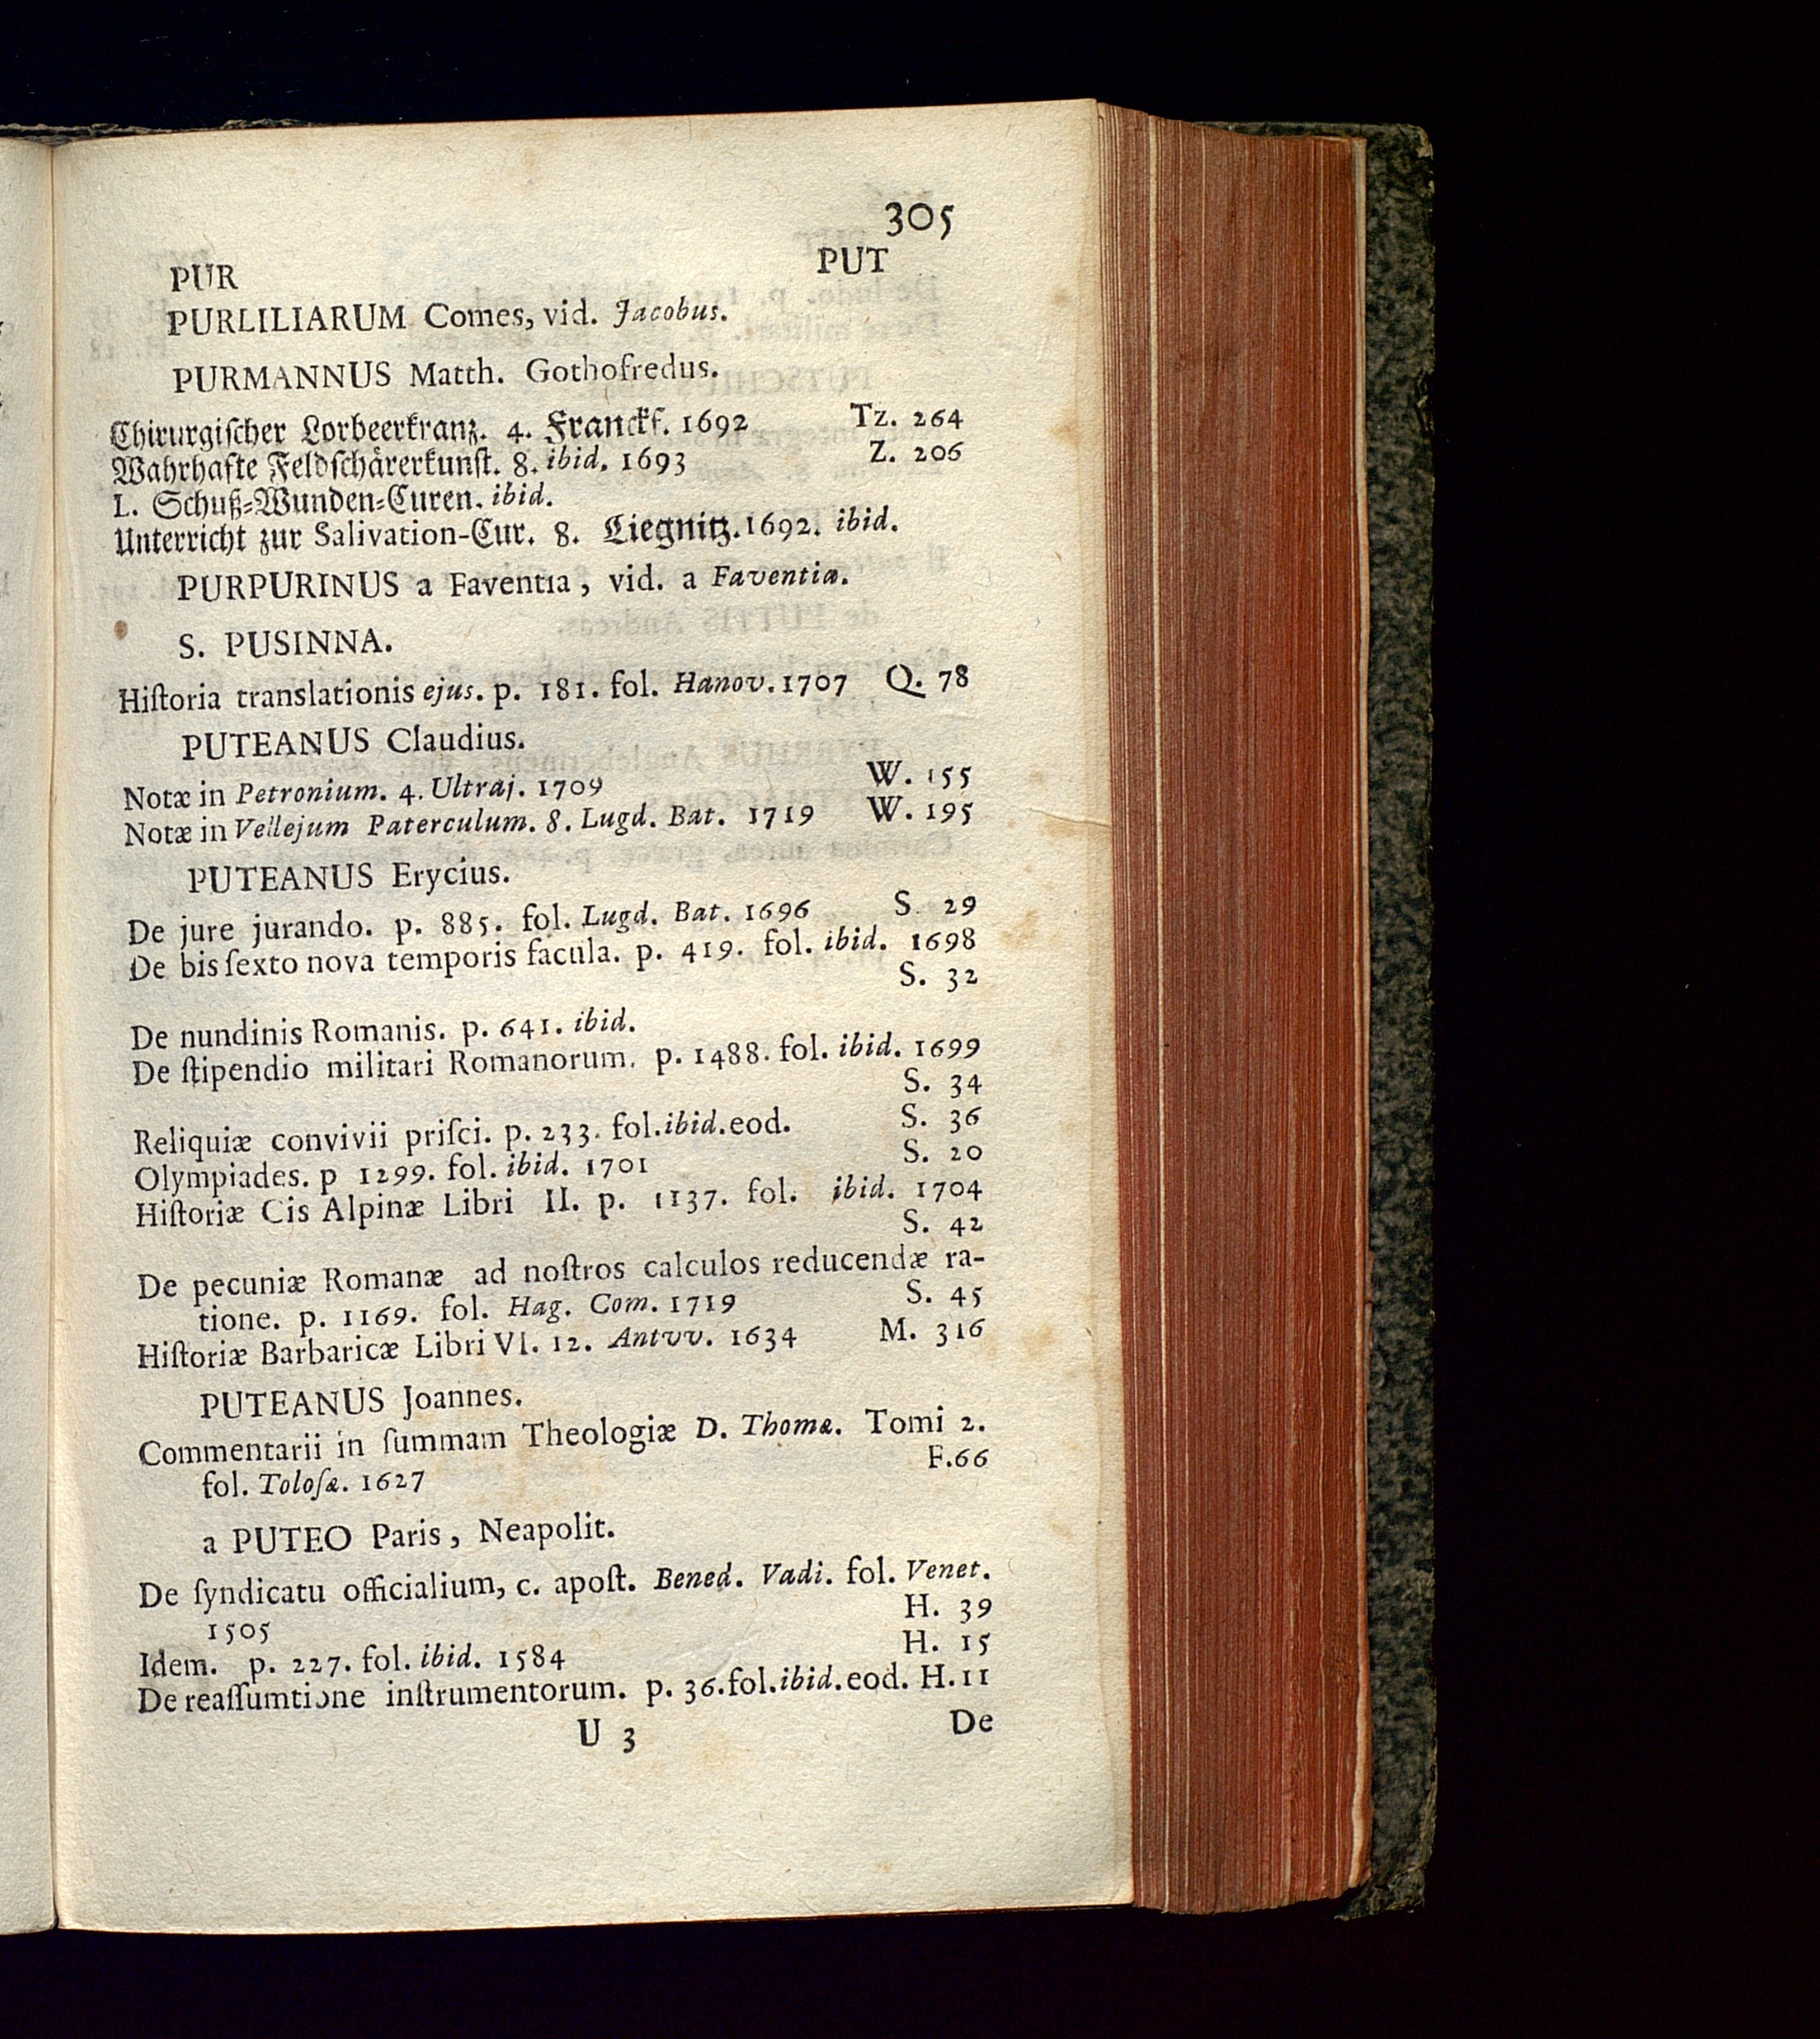 305
PUR PUT
PURLILIARUM Comes, vid. Jacobus.
PURMANNUS Matth. Gothofredus.
Chirurgiſcher Lorbeerkranz. 4. Franckf. 1692 Tz. 264
Wahrhafte Feldſchärerkunſt. 8. ibid. 1693 Z. 206
L. Schuß-Wunden-Curen. ibid.
Unterricht zur Salivation-Cur. 8. Liegnitz. 1692. ibid.
PURPURINUS a Faventia, vid. a Faventia.
S. PUSINNA.
Hiſtoria translationis ejus. p. 181. fol. Hanov. 1707 Q. 78
PUTEANUS Claudius.
Notæ in Petronium. 4. Ultraj. 1709 W. 155
Notæ in Vellejum Paterculum. 8. Lugd. Bat. 1719 W. 195
PUTEANUS Erycius.
De jure jurando. p. 885. fol. Lugd. Bat. 1696 S. 29
De bis ſexto nova temporis facula. p. 419. fol. ibid. 1698
S. 32
De nundinis Romanis. p. 641. ibid.
De ſtipendio militari Romanorum. p. 1488. fol. ibid. 1699
S. 34
Reliquiæ convivii priſci. p. 233. fol. ibid. eod. S. 36
Olympiades. p 1299. fol. ibid. 1701 S. 20
Hiſtoriæ Cis Alpinæ Libri II. p. 1137. fol. ibid. 1704
S. 42
De pecuniæ Romanæ ad noſtros calculos reducendæ ra-
tione. p. 1169. fol. Hag. Com. 1719 S. 45
Hiſtoriæ Barbaricæ Libri VI. 12. Antvv. 1634 M. 316
PUTEANUS Joannes.
Commentarii in ſummam Theologiæ D. Thomæ. Tomi 2.
fol. Toloſæ. 1627 F. 66
a PUTEO Paris, Neapolit.
De ſyndicatu officialium, c. apoſt. Bened. Vadi. fol. Venet.
1505 H. 39
Idem. p. 227. fol. ibid. 1584 H. 15
De reaſſumtione inſtrumentorum. p. 36. fol. ibid. eod. H. 11
U 3 De